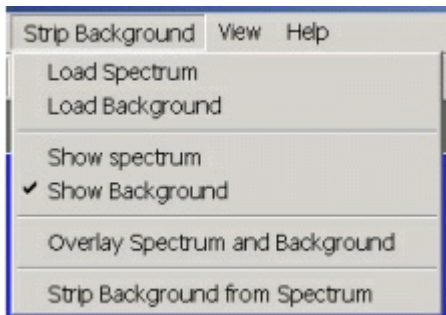 Strip Background View Help
Load Spectrum
Load Background
Show spectrum
Show Background
Overlay Spectrum and Background
Strip Background from Spectrum